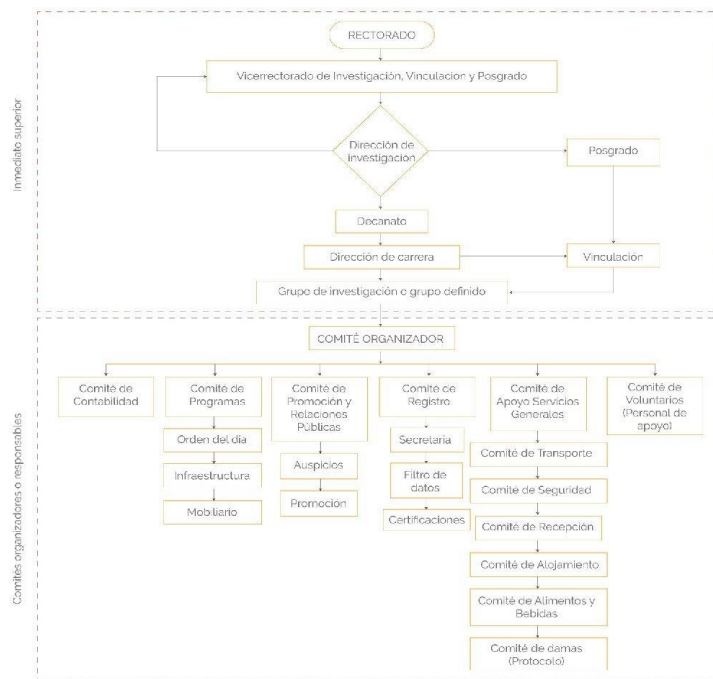 Inmediato superior
RECTORADO
Vicerrectorado de Investigación, Vinculacion y Posgrado
Dirección de
investigación
Posgrado
Decanato
Dirección de carrera
Vinculación
Grupo de investigación o grupo definido
Comités organizadores o responsables
COMITÉ ORGANIZADOR
Comité de
Contabilidad
Comité de
Programas
Orden del día
Infraestructura
Mobiliario
Comité de
Promoción y
Relaciones
Públicas
Auspicios
Promoción
Comité de
Registro
Secretaria
Filtro de
datos
Certificaciones
Comité de
Apoyo Servicios
Generales
Comité de Transporte
Comité de Seguridad
Comité de Recepción
Comité de Alojamiento
Comité de Alimentos y
Bebidas
Comité de damas
(Protocolo)
Comité de
Voluntarios
(Personal de
apoyo)